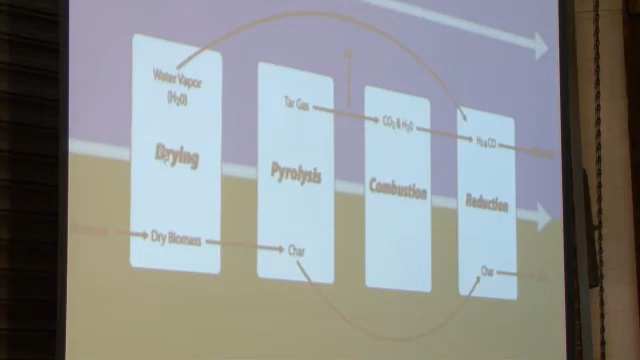 Water Vapor
(H2O)
Drying
Dry Biomass
Tar Gas
Pyrolysis
Char
CO2 & H2O
Combustion
H2 & CO
Reduction
Char